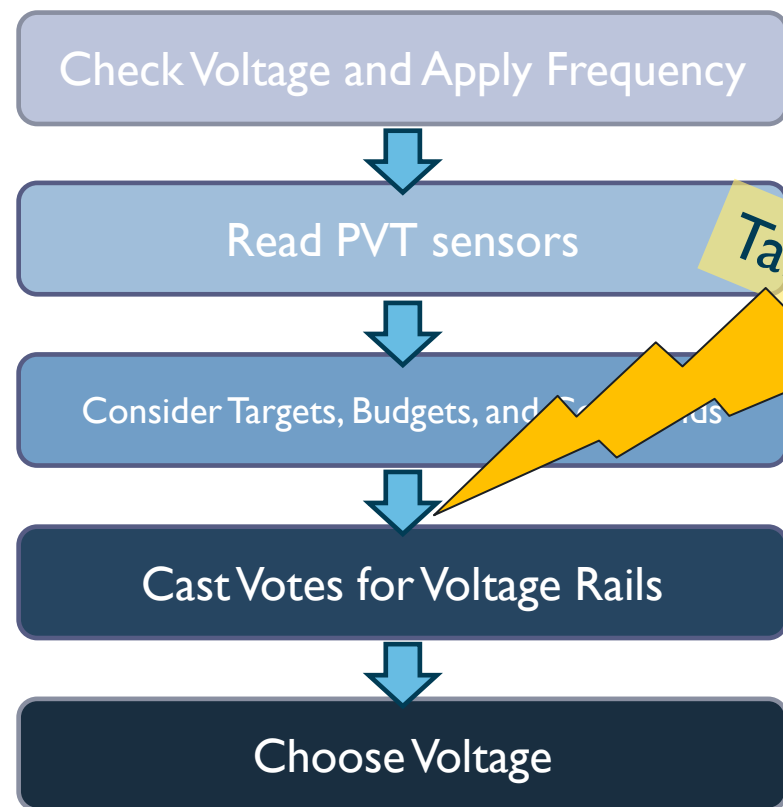 Check Voltage and Apply Frequency
Read PVT sensors
Consider Targets, Budgets, and
Cast Votes for Voltage Rails
Choose Voltage